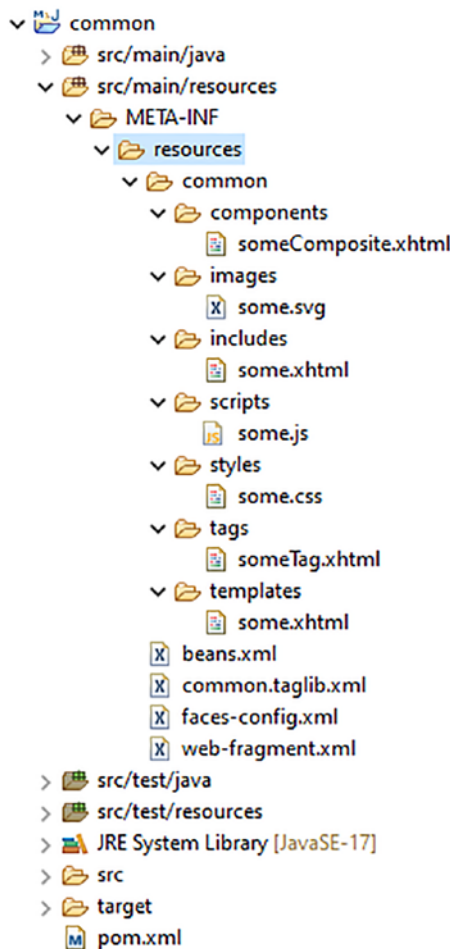 common
src/main/java
src/main/resources
META-INF
resources
common
components
someComposite.xhtml
images
some.svg
includes
some.xhtml
scripts
some.js
styles
some.css
tags
someTag.xhtml
templates
some.xhtml
beans.xml
common.taglib.xml
faces-config.xml
web-fragment.xml
src/test/java
src/test/resources
JRE System Library [JavaSE-17]
src
target
pom.xml